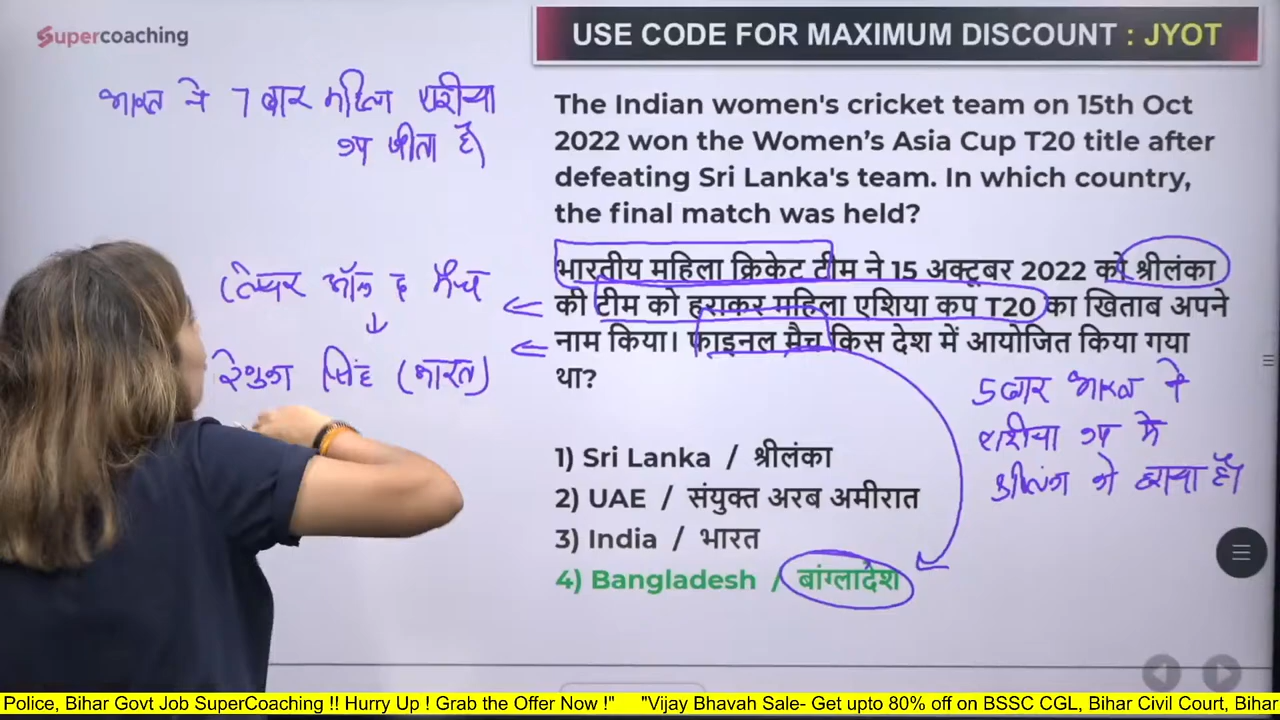 Supercoaching
USE CODE FOR MAXIMUM DISCOUNT : JYOT
भारत ने 7 बार महिला एशिया
कप जीता है।
The Indian women's cricket team on 15th Oct
2022 won the Women's Asia Cup T20 title after
defeating Sri Lanka's team. In which country,
the final match was held?
भारतीय महिला क्रिकेट टीम ने 15 अक्टूबर 2022 को श्रीलंका
की टीम को हराकर महिला एशिया कप T20 का खिताब अपने
नाम किया। फाइनल मैच किस देश में आयोजित किया गया
था?
प्लेयर ऑफ द मैच
रेणुका सिंह (भारत)
5 बार भारत ने
एशिया कप में
श्रीलंका को हराया है।
1) Sri Lanka / श्रीलंका
2) UAE / संयुक्त अरब अमीरात
3) India / भारत
4) Bangladesh / बांग्लादेश
Police, Bihar Govt Job SuperCoaching !! Hurry Up ! Grab the Offer Now !" "Vijay Bhavah Sale- Get upto 80% off on BSSC CGL, Bihar Civil Court, Bihar